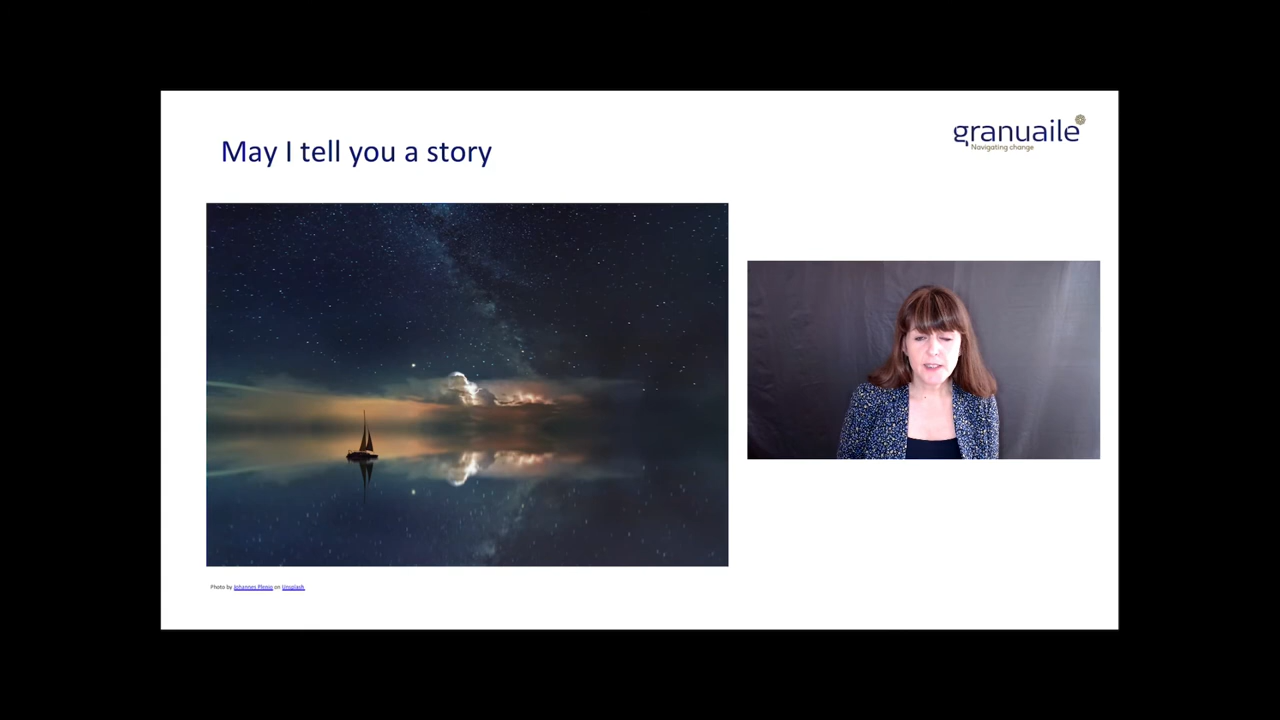 May I tell you a story
granuaile
Navigating change
Photo by Johannes Plenio on Unsplash